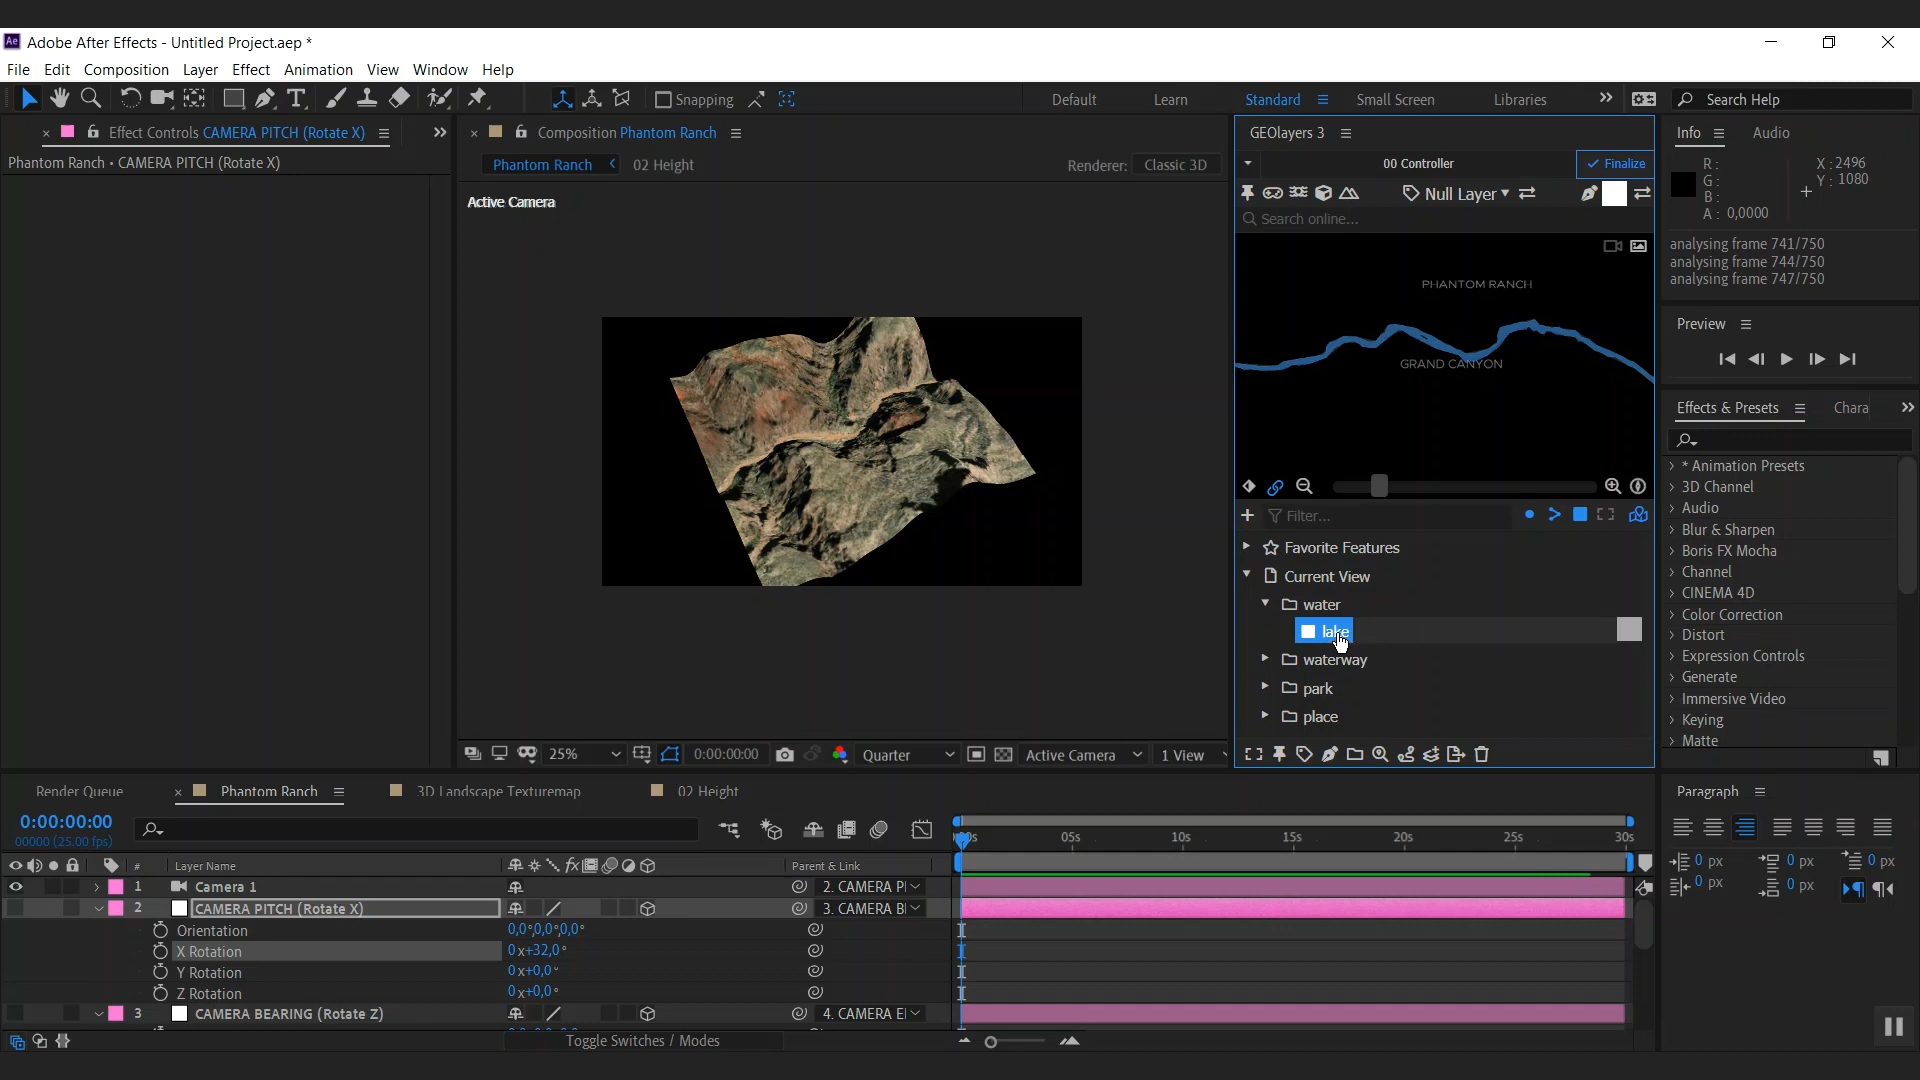 Ae Adobe After Effects - Untitled Project.aep *
File Edit Composition Layer Effect Animation View Window Help
Snapping Default Learn Standard Small Screen Libraries Search Help
Effect Controls CAMERA PITCH (Rotate X)
Phantom Ranch • CAMERA PITCH (Rotate X)
Composition Phantom Ranch
Phantom Ranch 02 Height Renderer: Classic 3D
Active Camera
25% 0:00:00:00 Quarter Active Camera 1 View
GEOlayers 3
00 Controller Finalize
Null Layer
Search online...
PHANTOM RANCH
GRAND CANYON
Filter...
Favorite Features
Current View
water
lake
waterway
park
place
Info Audio
R: X: 2496
G: Y: 1080
B:
A: 0,0000
analysing frame 741/750
analysing frame 744/750
analysing frame 747/750
Preview
Effects & Presets Chara
* Animation Presets
3D Channel
Audio
Blur & Sharpen
Boris FX Mocha
Channel
CINEMA 4D
Color Correction
Distort
Expression Controls
Generate
Immersive Video
Keying
Matte
Render Queue Phantom Ranch 3D Landscape Texturemap 02 Height
0:00:00:00
00000 (25.00 fps)
05s 10s 15s 20s 25s 30s
# Layer Name fx Parent & Link
1 Camera 1 2. CAMERA PI
2 CAMERA PITCH (Rotate X) 3. CAMERA BI
Orientation 0,0°,0,0°,0,0°
X Rotation 0x+32,0°
Y Rotation 0x+0,0°
Z Rotation 0x+0,0°
3 CAMERA BEARING (Rotate Z) 4. CAMERA EI
Toggle Switches / Modes
Paragraph
0 px 0 px 0 px
0 px 0 px